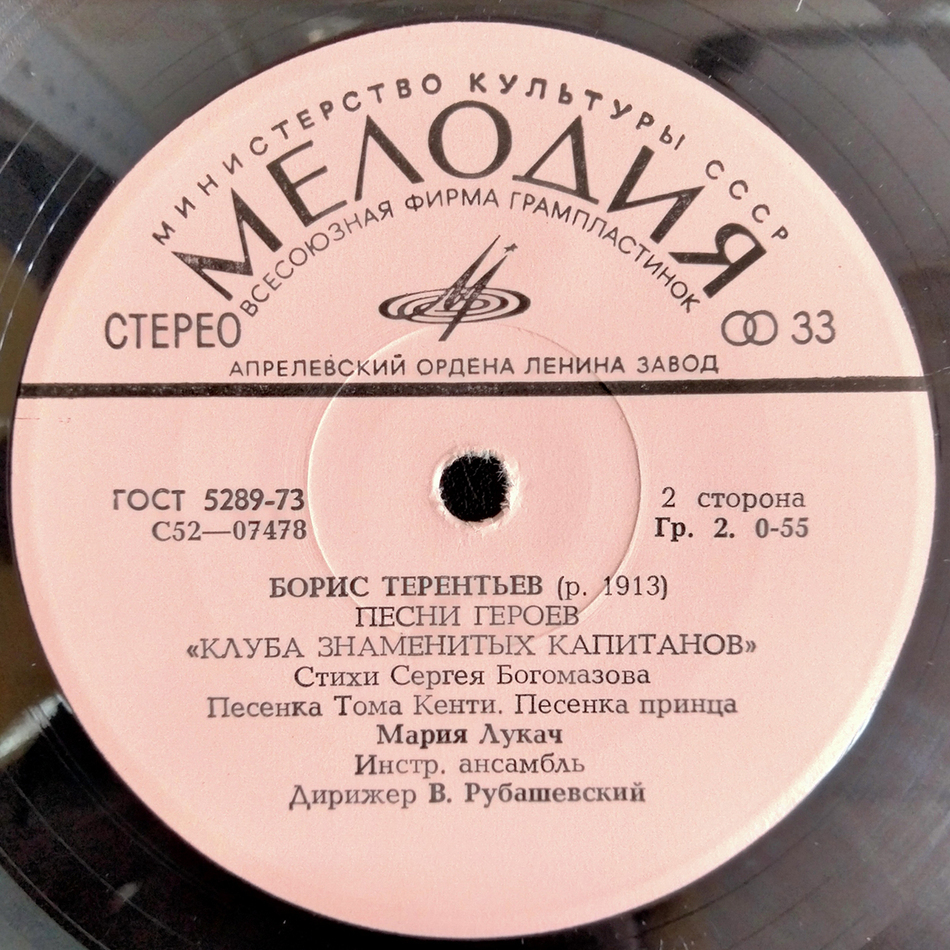 МИНИСТЕРСТВО КУЛЬТУРЫ СССР
МЕЛОДИЯ
ВСЕСОЮЗНАЯ ФИРМА ГРАМПЛАСТИНОК
СТЕРЕО
33
АПРЕЛЕВСКИЙ ОРДЕНА ЛЕНИНА ЗАВОД
ГОСТ 5289-73
2 сторона
С52—07478
Гр. 2. 0-55
БОРИС ТЕРЕНТЬЕВ (р. 1913)
ПЕСНИ ГЕРОЕВ
«КЛУБА ЗНАМЕНИТЫХ КАПИТАНОВ»
Стихи Сергея Богомазова
Песенка Тома Кенти. Песенка принца
Мария Лукач
Инстр. ансамбль
Дирижер В. Рубашевский